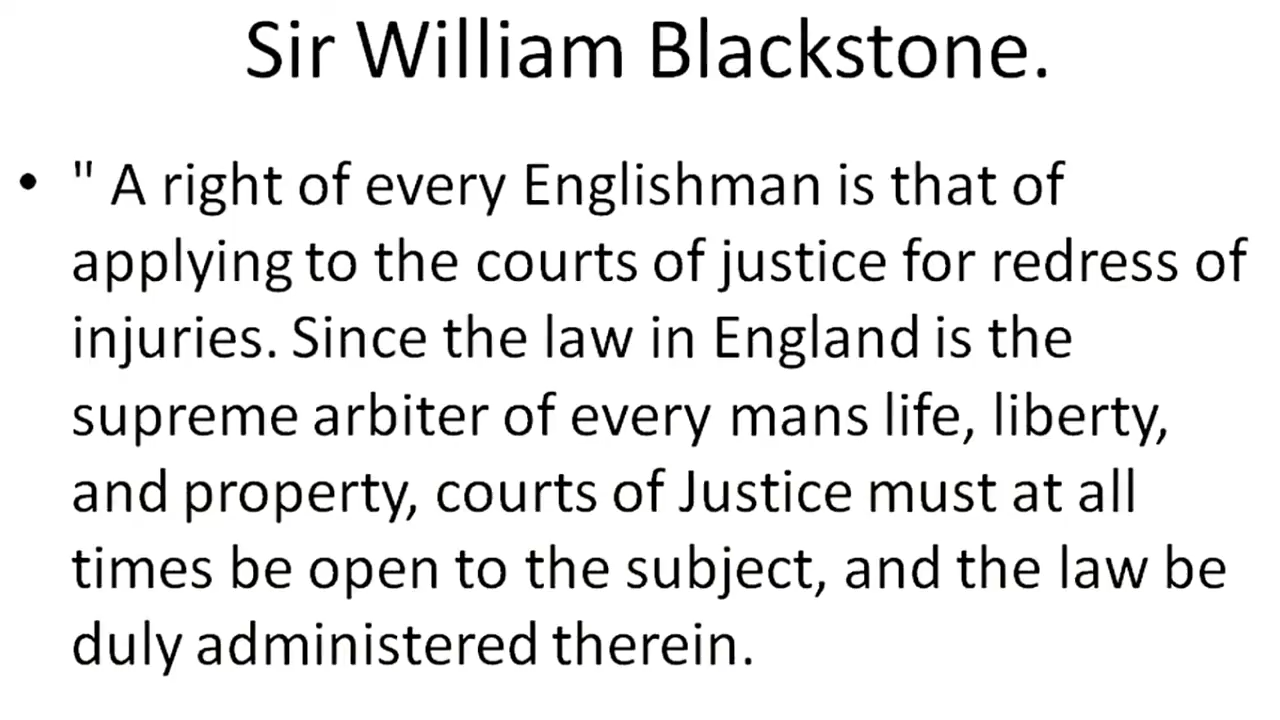 Sir William Blackstone.
• " A right of every Englishman is that of
applying to the courts of justice for redress of
injuries. Since the law in England is the
supreme arbiter of every mans life, liberty,
and property, courts of Justice must at all
times be open to the subject, and the law be
duly administered therein.